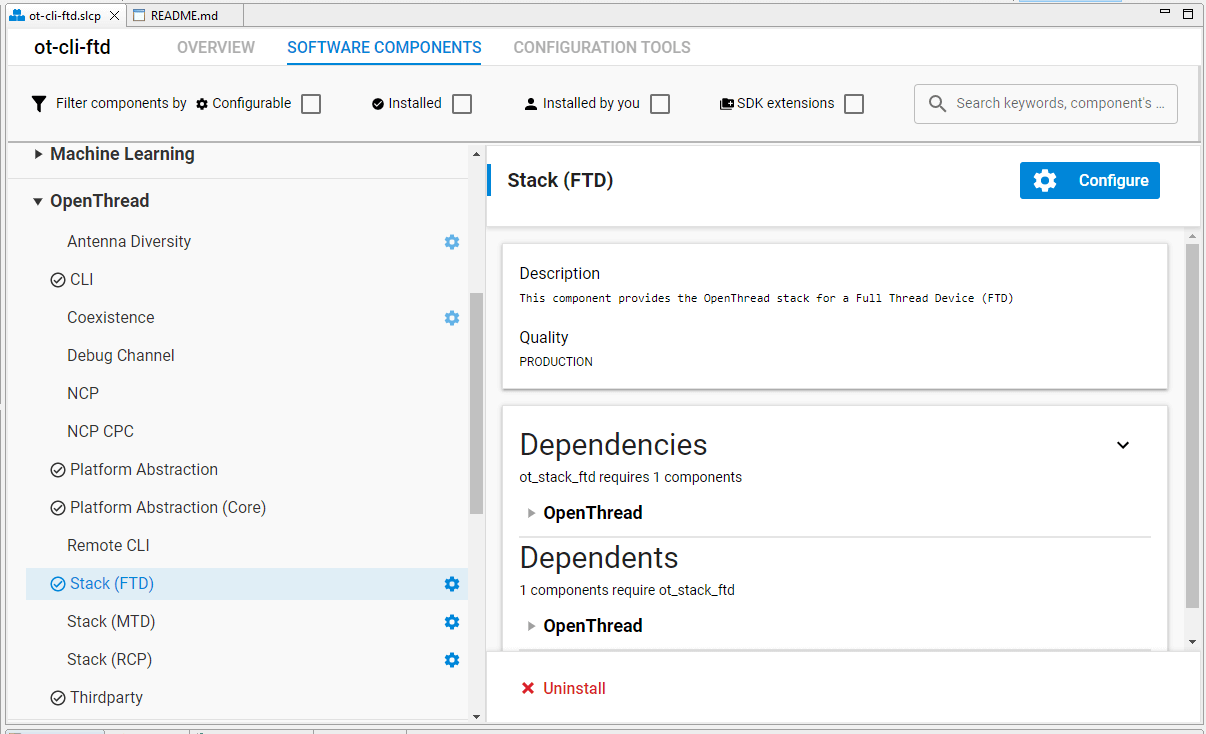 ot-cli-ftd.slcp
README.md
ot-cli-ftd
OVERVIEW
SOFTWARE COMPONENTS
CONFIGURATION TOOLS
Filter components by
Configurable
Installed
Installed by you
SDK extensions
Search keywords, component's ...
Machine Learning
OpenThread
Antenna Diversity
CLI
Coexistence
Debug Channel
NCP
NCP CPC
Platform Abstraction
Platform Abstraction (Core)
Remote CLI
Stack (FTD)
Stack (MTD)
Stack (RCP)
Thirdparty
Stack (FTD)
Configure
Description
This component provides the OpenThread stack for a Full Thread Device (FTD)
Quality
PRODUCTION
Dependencies
ot_stack_ftd requires 1 components
OpenThread
Dependents
1 components require ot_stack_ftd
OpenThread
Uninstall